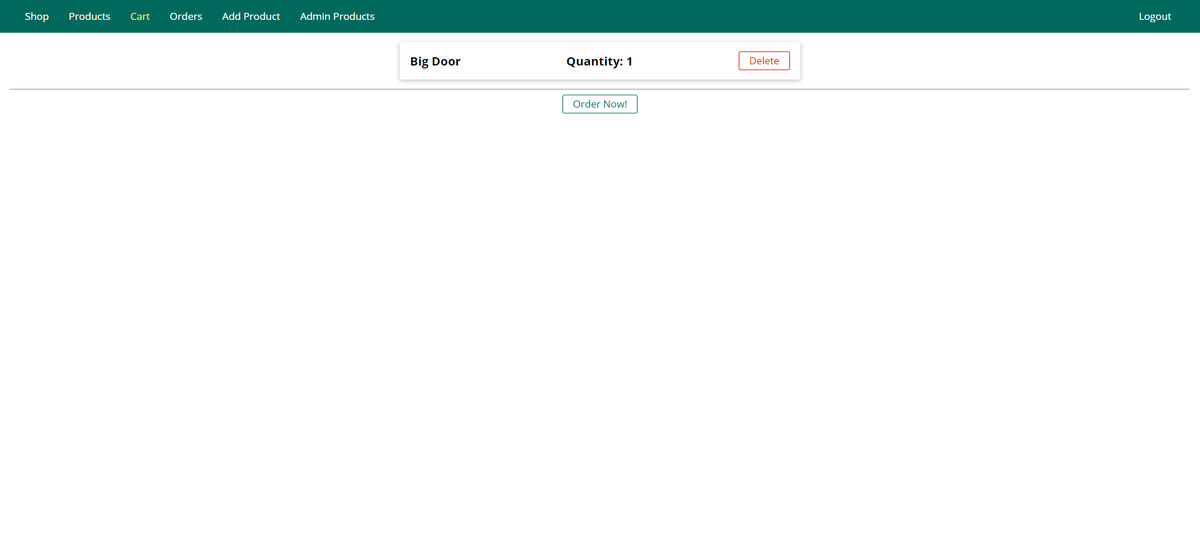 Shop Products Cart Orders Add Product Admin Products Logout
Big Door Quantity: 1 Delete
Order Now!